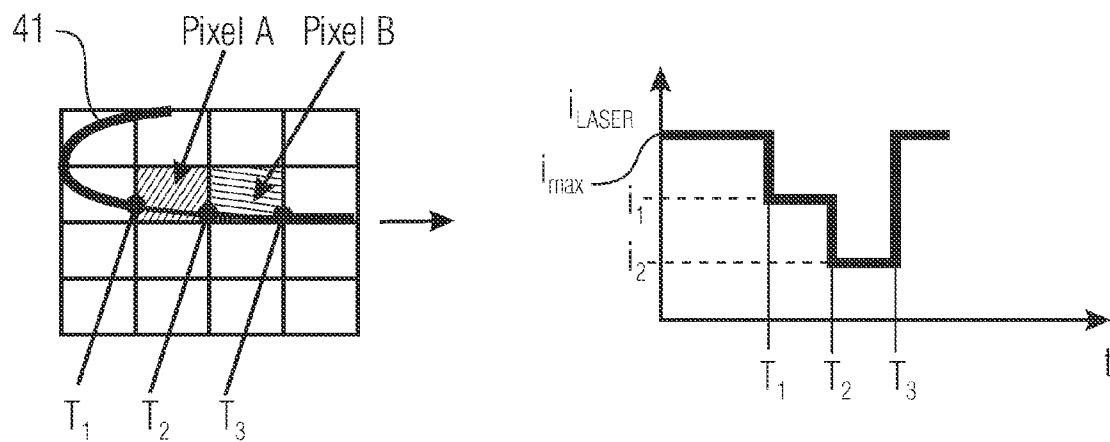 41
Pixel A
Pixel B
T1
T2
T3
iLASER
imax
i1
i2
T1
T2
T3
t